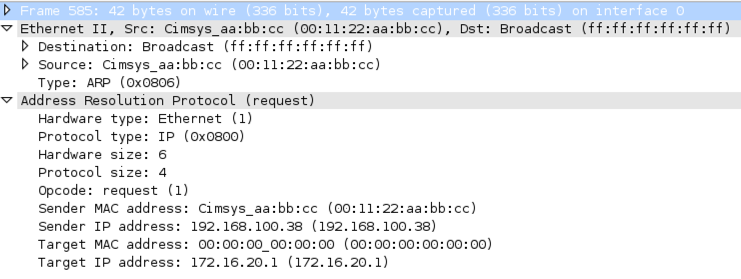 Frame 585: 42 bytes on wire (336 bits), 42 bytes captured (336 bits) on interface 0
Ethernet II, Src: Cimsys_aa:bb:cc (00:11:22:aa:bb:cc), Dst: Broadcast (ff:ff:ff:ff:ff:ff)
Destination: Broadcast (ff:ff:ff:ff:ff:ff)
Source: Cimsys_aa:bb:cc (00:11:22:aa:bb:cc)
Type: ARP (0x0806)
Address Resolution Protocol (request)
Hardware type: Ethernet (1)
Protocol type: IP (0x0800)
Hardware size: 6
Protocol size: 4
Opcode: request (1)
Sender MAC address: Cimsys_aa:bb:cc (00:11:22:aa:bb:cc)
Sender IP address: 192.168.100.38 (192.168.100.38)
Target MAC address: 00:00:00_00:00:00 (00:00:00:00:00:00)
Target IP address: 172.16.20.1 (172.16.20.1)